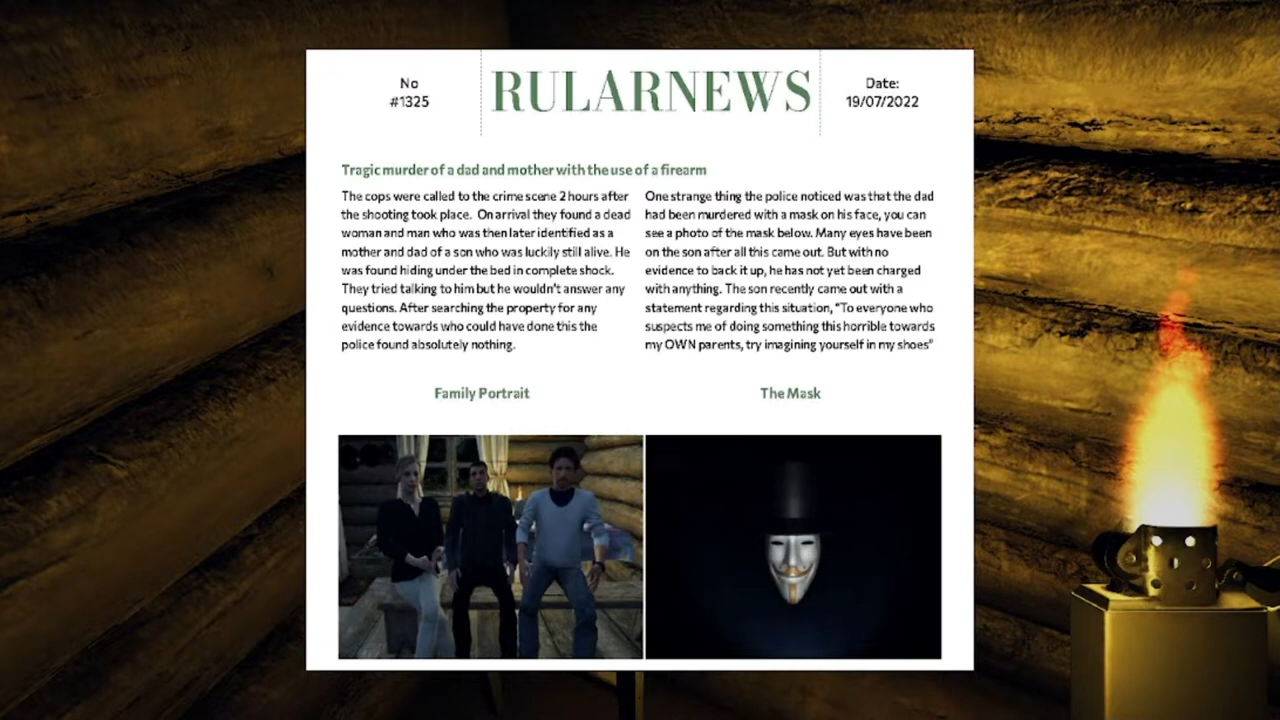 No
#1325
RULARNEWS
Date:
19/07/2022
Tragic murder of a dad and mother with the use of a firearm
The cops were called to the crime scene 2 hours after
the shooting took place. On arrival they found a dead
woman and man who was then later identified as a
mother and dad of a son who was luckily still alive. He
was found hiding under the bed in complete shock.
They tried talking to him but he wouldn't answer any
questions. After searching the property for any
evidence towards who could have done this the
police found absolutely nothing.
One strange thing the police noticed was that the dad
had been murdered with a mask on his face, you can
see a photo of the mask below. Many eyes have been
on the son after all this came out. But with no
evidence to back it up, he has not yet been charged
with anything. The son recently came out with a
statement regarding this situation, "To everyone who
suspects me of doing something this horrible towards
my OWN parents, try imagining yourself in my shoes"
Family Portrait
The Mask